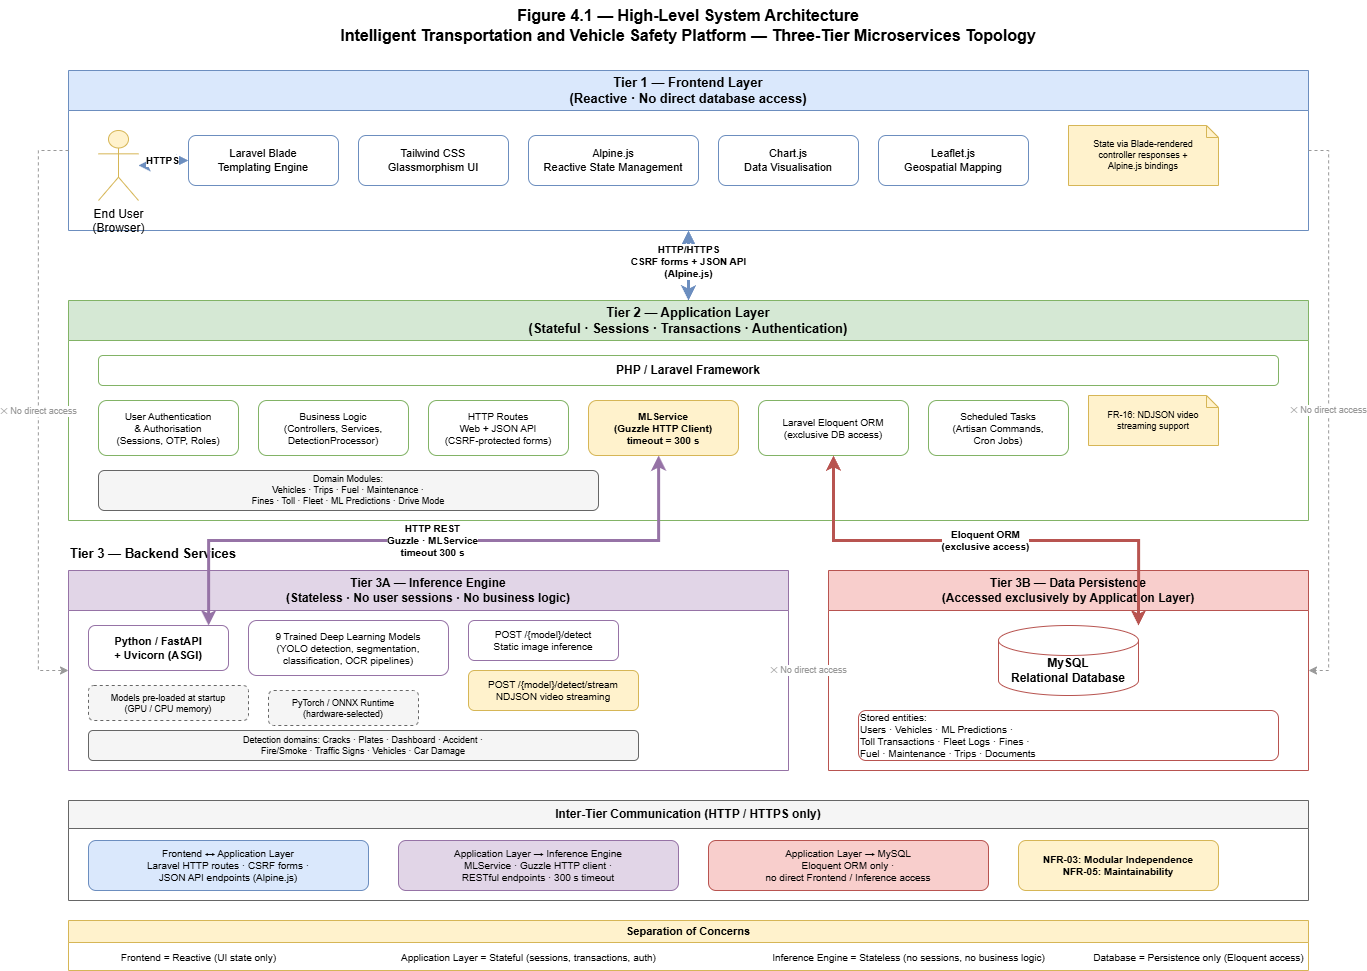 Figure 4.1 — High-Level System Architecture
Intelligent Transportation and Vehicle Safety Platform — Three-Tier Microservices Topology
Tier 1 — Frontend Layer
(Reactive · No direct database access)
End User
(Browser)
HTTPS
Laravel Blade
Templating Engine
Tailwind CSS
Glassmorphism UI
Alpine.js
Reactive State Management
Chart.js
Data Visualisation
Leaflet.js
Geospatial Mapping
State via Blade-rendered
controller responses +
Alpine.js bindings
HTTP/HTTPS
CSRF forms + JSON API
(Alpine.js)
Tier 2 — Application Layer
(Stateful · Sessions · Transactions · Authentication)
PHP / Laravel Framework
✕ No direct access
✕ No direct access
User Authentication
& Authorisation
(Sessions, OTP, Roles)
Business Logic
(Controllers, Services,
DetectionProcessor)
HTTP Routes
Web + JSON API
(CSRF-protected forms)
MLService
(Guzzle HTTP Client)
timeout = 300 s
Laravel Eloquent ORM
(exclusive DB access)
Scheduled Tasks
(Artisan Commands,
Cron Jobs)
FR-16: NDJSON video
streaming support
Domain Modules:
Vehicles · Trips · Fuel · Maintenance ·
Fines · Toll · Fleet · ML Predictions · Drive Mode
HTTP REST
Guzzle · MLService
timeout 300 s
Eloquent ORM
(exclusive access)
Tier 3 — Backend Services
Tier 3A — Inference Engine
(Stateless · No user sessions · No business logic)
Python / FastAPI
+ Uvicorn (ASGI)
9 Trained Deep Learning Models
(YOLO detection, segmentation,
classification, OCR pipelines)
POST /{model}/detect
Static image inference
POST /{model}/detect/stream
NDJSON video streaming
Models pre-loaded at startup
(GPU / CPU memory)
PyTorch / ONNX Runtime
(hardware-selected)
Detection domains: Cracks · Plates · Dashboard · Accident ·
Fire/Smoke · Traffic Signs · Vehicles · Car Damage
✕ No direct access
Tier 3B — Data Persistence
(Accessed exclusively by Application Layer)
MySQL
Relational Database
Stored entities:
Users · Vehicles · ML Predictions ·
Toll Transactions · Fleet Logs · Fines ·
Fuel · Maintenance · Trips · Documents
Inter-Tier Communication (HTTP / HTTPS only)
Frontend ↔ Application Layer
Laravel HTTP routes · CSRF forms ·
JSON API endpoints (Alpine.js)
Application Layer → Inference Engine
MLService · Guzzle HTTP client ·
RESTful endpoints · 300 s timeout
Application Layer → MySQL
Eloquent ORM only ·
no direct Frontend / Inference access
NFR-03: Modular Independence
NFR-05: Maintainability
Separation of Concerns
Frontend = Reactive (UI state only)
Application Layer = Stateful (sessions, transactions, auth)
Inference Engine = Stateless (no sessions, no business logic)
Database = Persistence only (Eloquent access)